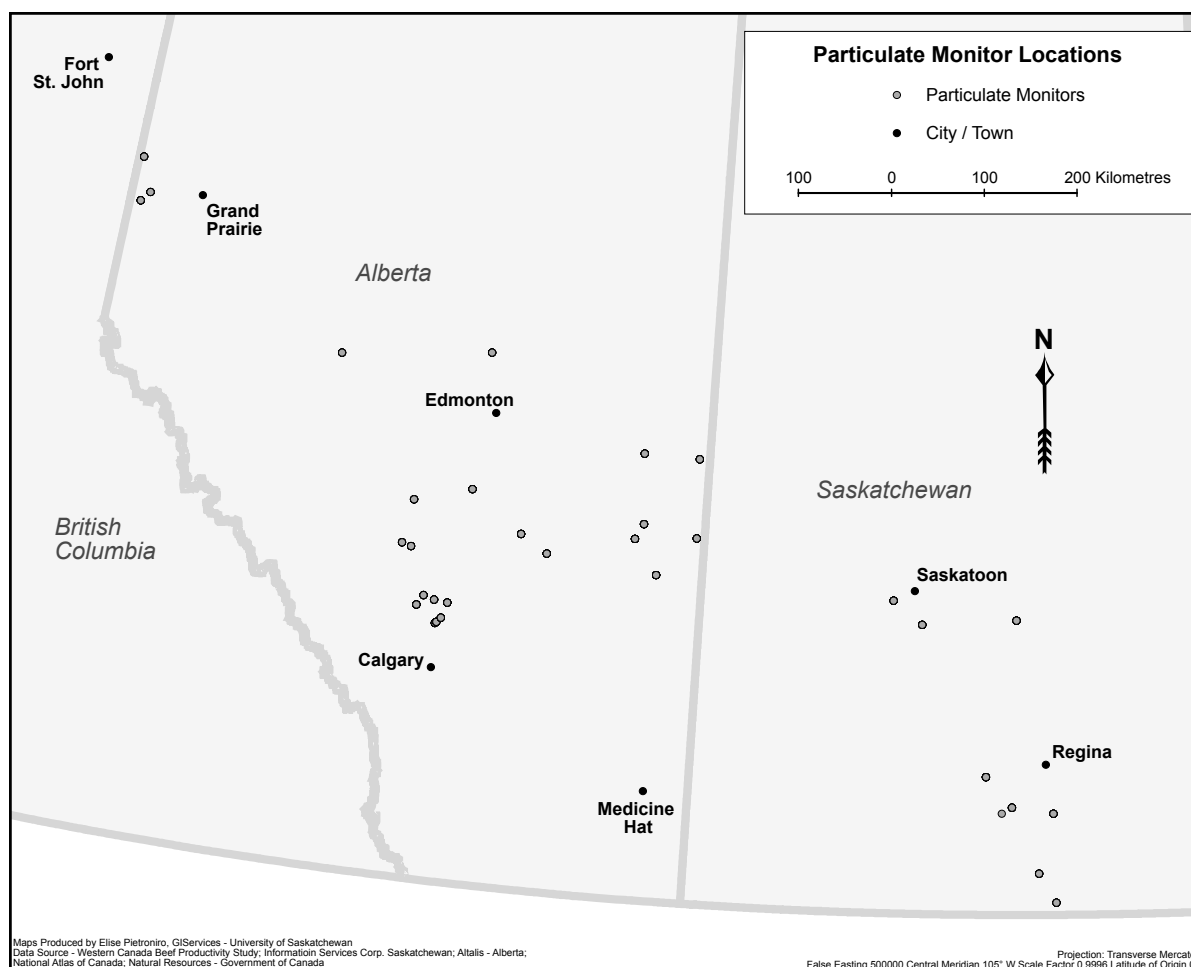 Fort
St. John
Particulate Monitor Locations
Particulate Monitors
City / Town
100 0 100 200 Kilometres
Grand
Prairie
Alberta
N
Edmonton
Saskatchewan
British
Columbia
Saskatoon
Calgary
Regina
Medicine
Hat
Maps Produced by Elise Pietroniro, GIServices - University of Saskatchewan
Data Source - Western Canada Beef Productivity Study; Informatioin Services Corp. Saskatchewan; Altalis - Alberta;
National Atlas of Canada; Natural Resources - Government of Canada
Projection: Transverse Mercato
False Easting 500000 Central Meridian 105° W Scale Factor 0.9996 Latitude of Origin